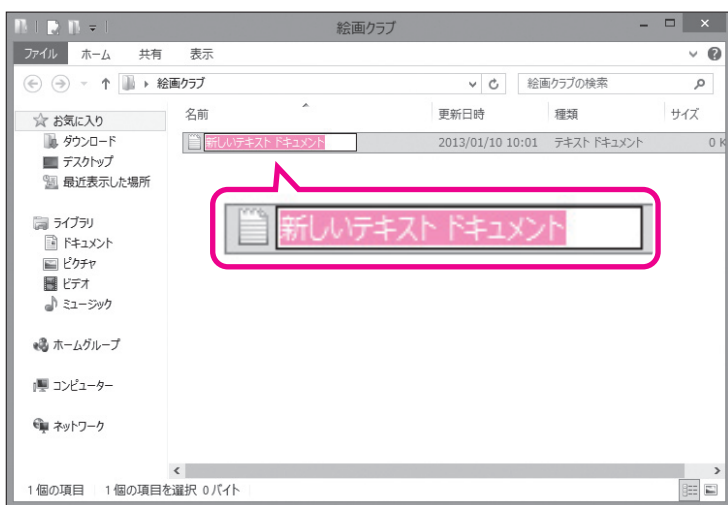 絵画クラブ
ファイル ホーム 共有 表示
絵画クラブ 絵画クラブの検索
名前 更新日時 種類 サイズ
新しいテキスト ドキュメント 2013/01/10 10:01 テキスト ドキュメント 0 K
新しいテキスト ドキュメント
お気に入り
ダウンロード
デスクトップ
最近表示した場所
ライブラリ
ドキュメント
ピクチャ
ビデオ
ミュージック
ホームグループ
コンピューター
ネットワーク
1 個の項目 1 個の項目を選択 0 バイト